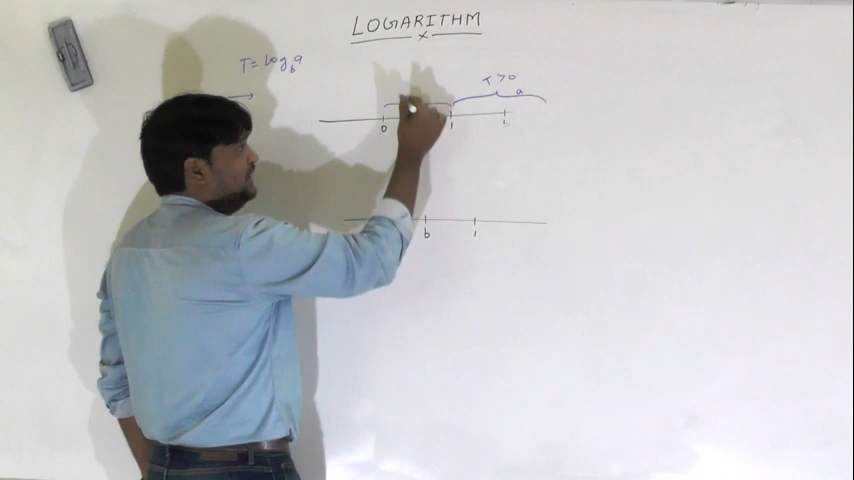 LOGARITHM
x
T = log_b a
T > 0
a
0 1 b
b 1